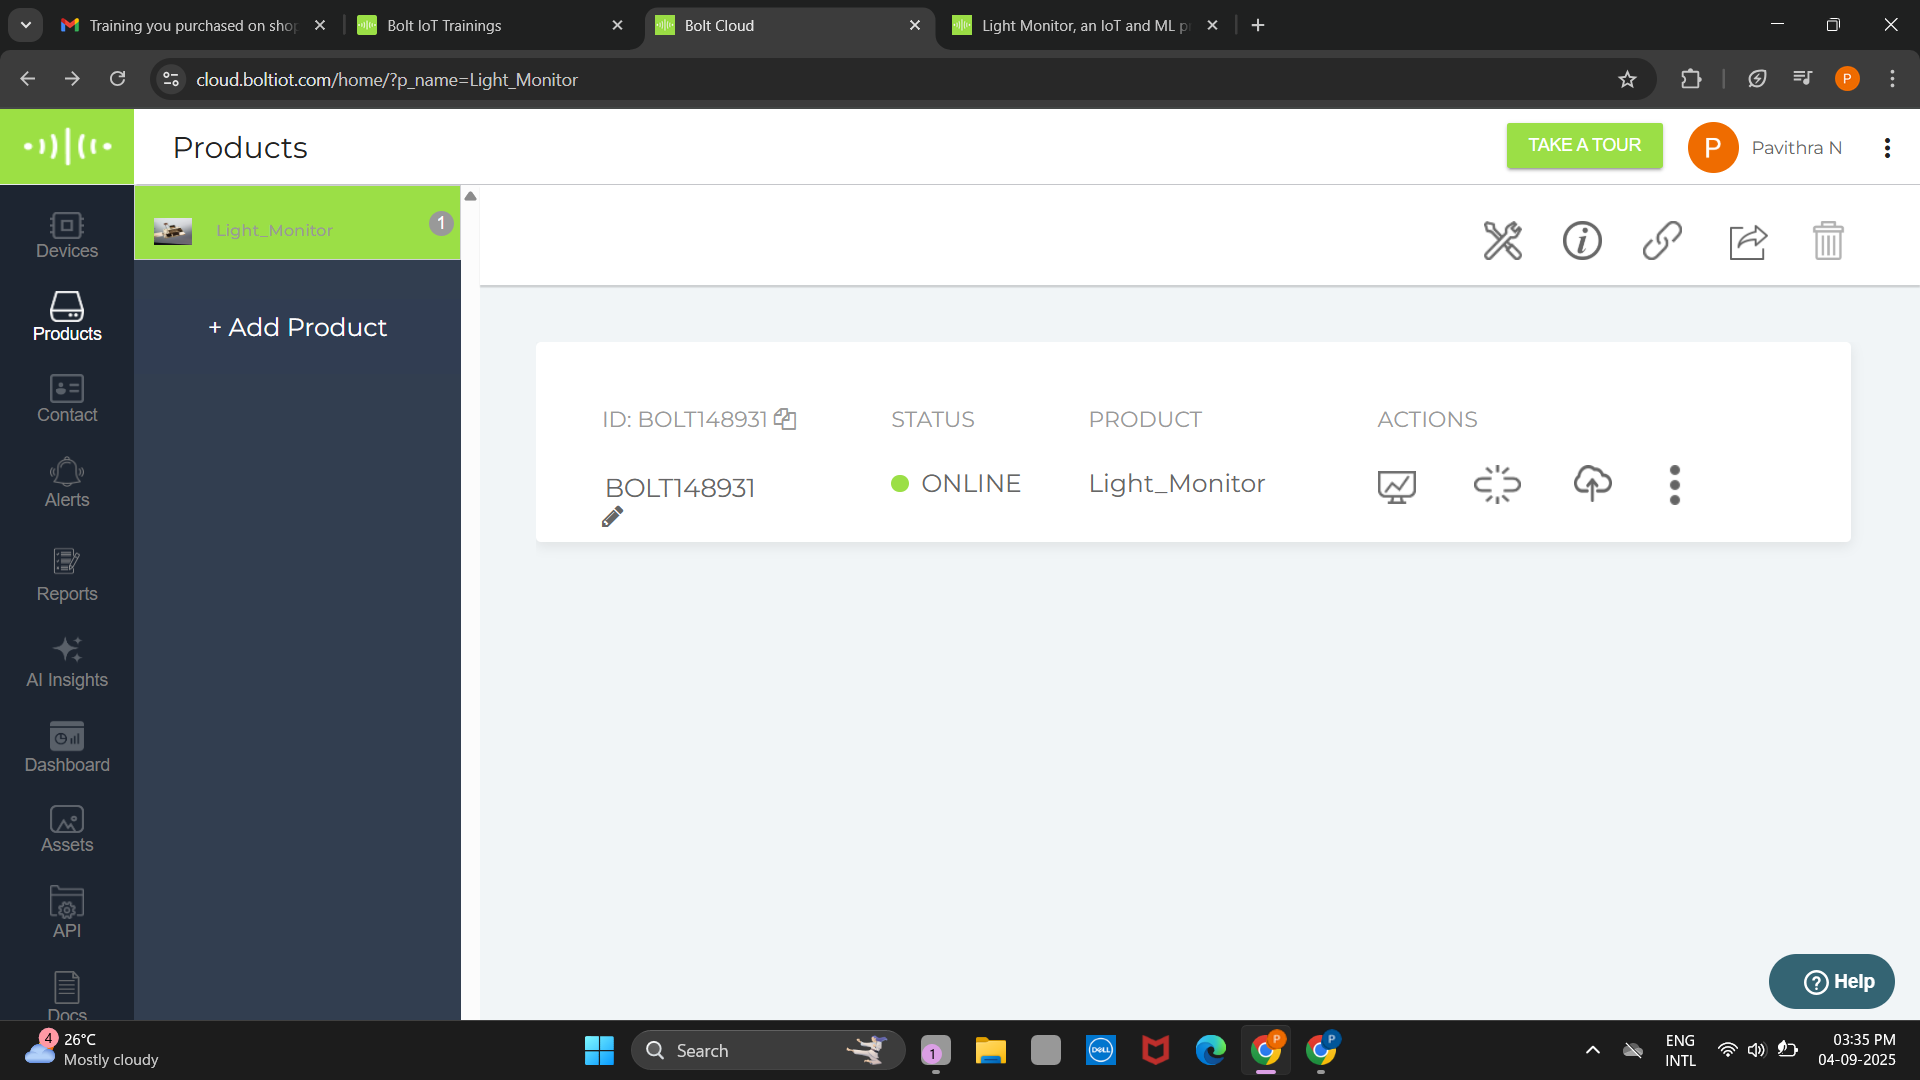 Training you purchased on shop
Bolt IoT Trainings
Bolt Cloud
Light Monitor, an IoT and ML p
cloud.boltiot.com/home/?p_name=Light_Monitor
P
Products
TAKE A TOUR
P
Pavithra N
Devices
Products
Contact
Alerts
Reports
AI Insights
Dashboard
Assets
API
Docs
Light_Monitor
1
+ Add Product
ID: BOLT148931
STATUS
PRODUCT
ACTIONS
BOLT148931
ONLINE
Light_Monitor
Help
4
26°C
Mostly cloudy
Search
1
DELL
P
P
ENG
INTL
03:35 PM
04-09-2025